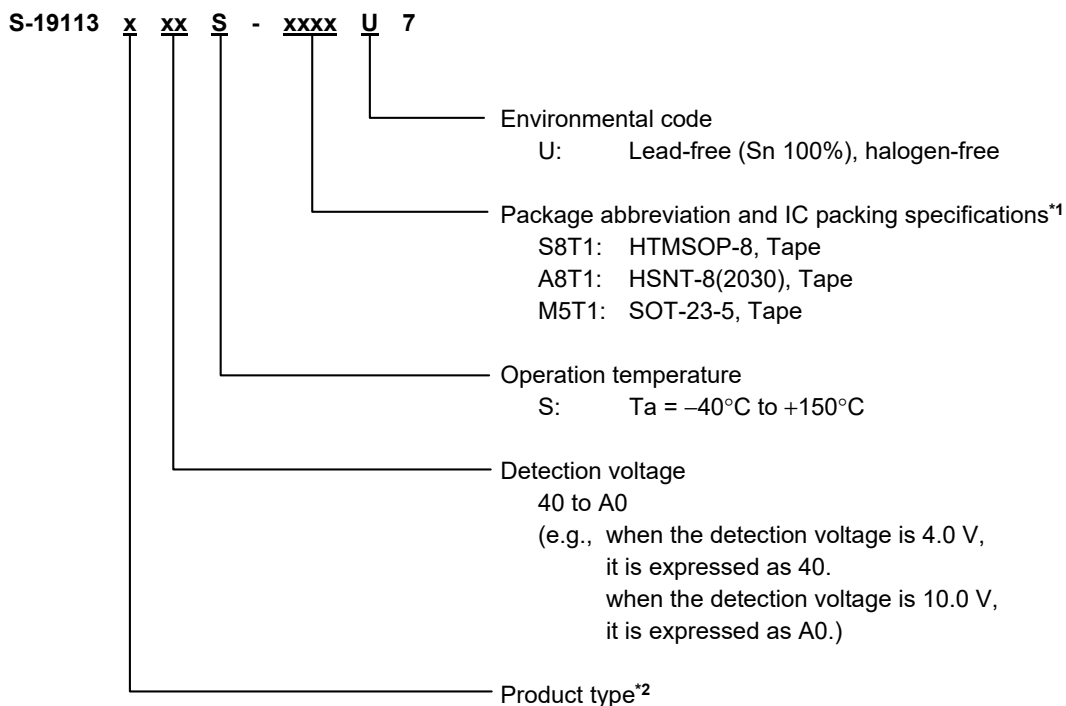 S-19113 x xx S - xxxx U 7
Environmental code
U: Lead-free (Sn 100%), halogen-free
Package abbreviation and IC packing specifications*1
S8T1: HTMSOP-8, Tape
A8T1: HSNT-8(2030), Tape
M5T1: SOT-23-5, Tape
Operation temperature
S: Ta = −40°C to +150°C
Detection voltage
40 to A0
(e.g., when the detection voltage is 4.0 V,
it is expressed as 40.
when the detection voltage is 10.0 V,
it is expressed as A0.)
Product type*2